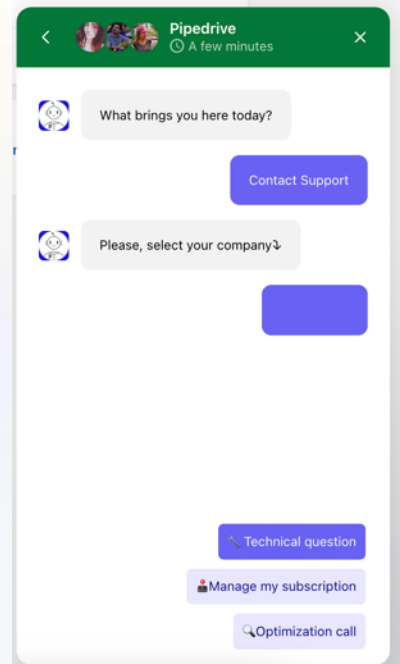 Pipedrive
A few minutes
What brings you here today?
Contact Support
Please, select your company⤵
🔧 Technical question
🕹️Manage my subscription
🔍Optimization call